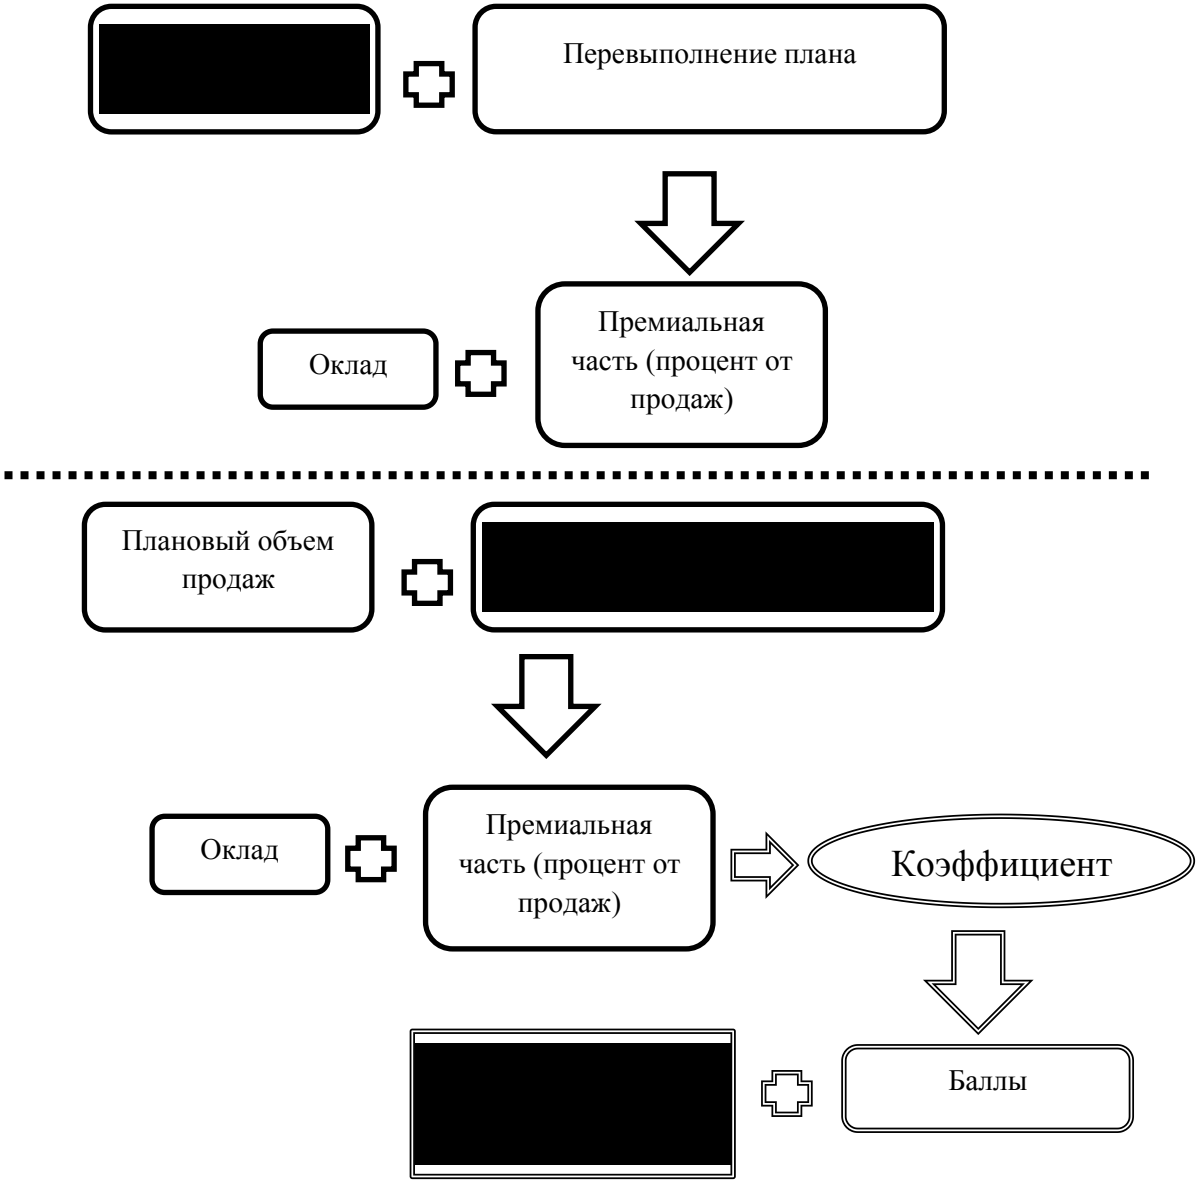 Перевыполнение плана
Оклад
Премиальная
часть (процент от
продаж)
Плановый объем
продаж
Оклад
Премиальная
часть (процент от
продаж)
Коэффициент
Баллы